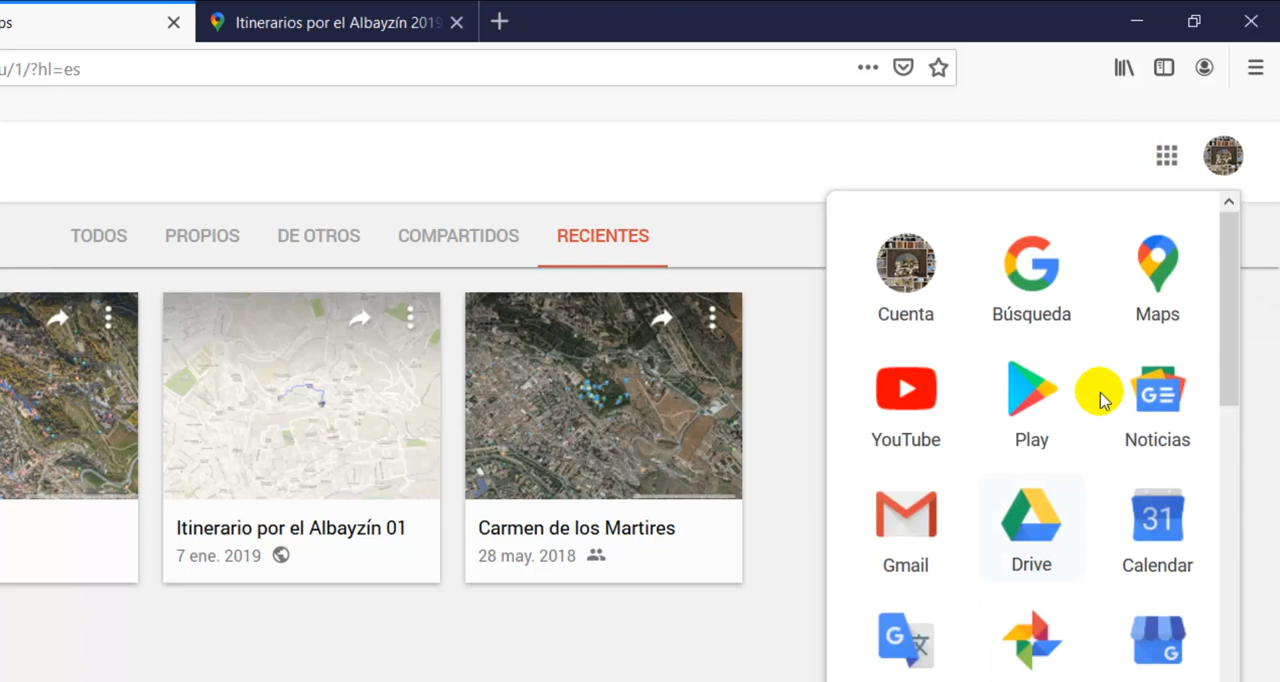 ps
Itinerarios por el Albayzín 2019
u/1/?hl=es
TODOS
PROPIOS
DE OTROS
COMPARTIDOS
RECIENTES
Itinerario por el Albayzín 01
7 ene. 2019
Carmen de los Martires
28 may. 2018
Cuenta
Búsqueda
Maps
YouTube
Play
Noticias
Gmail
Drive
31
Calendar